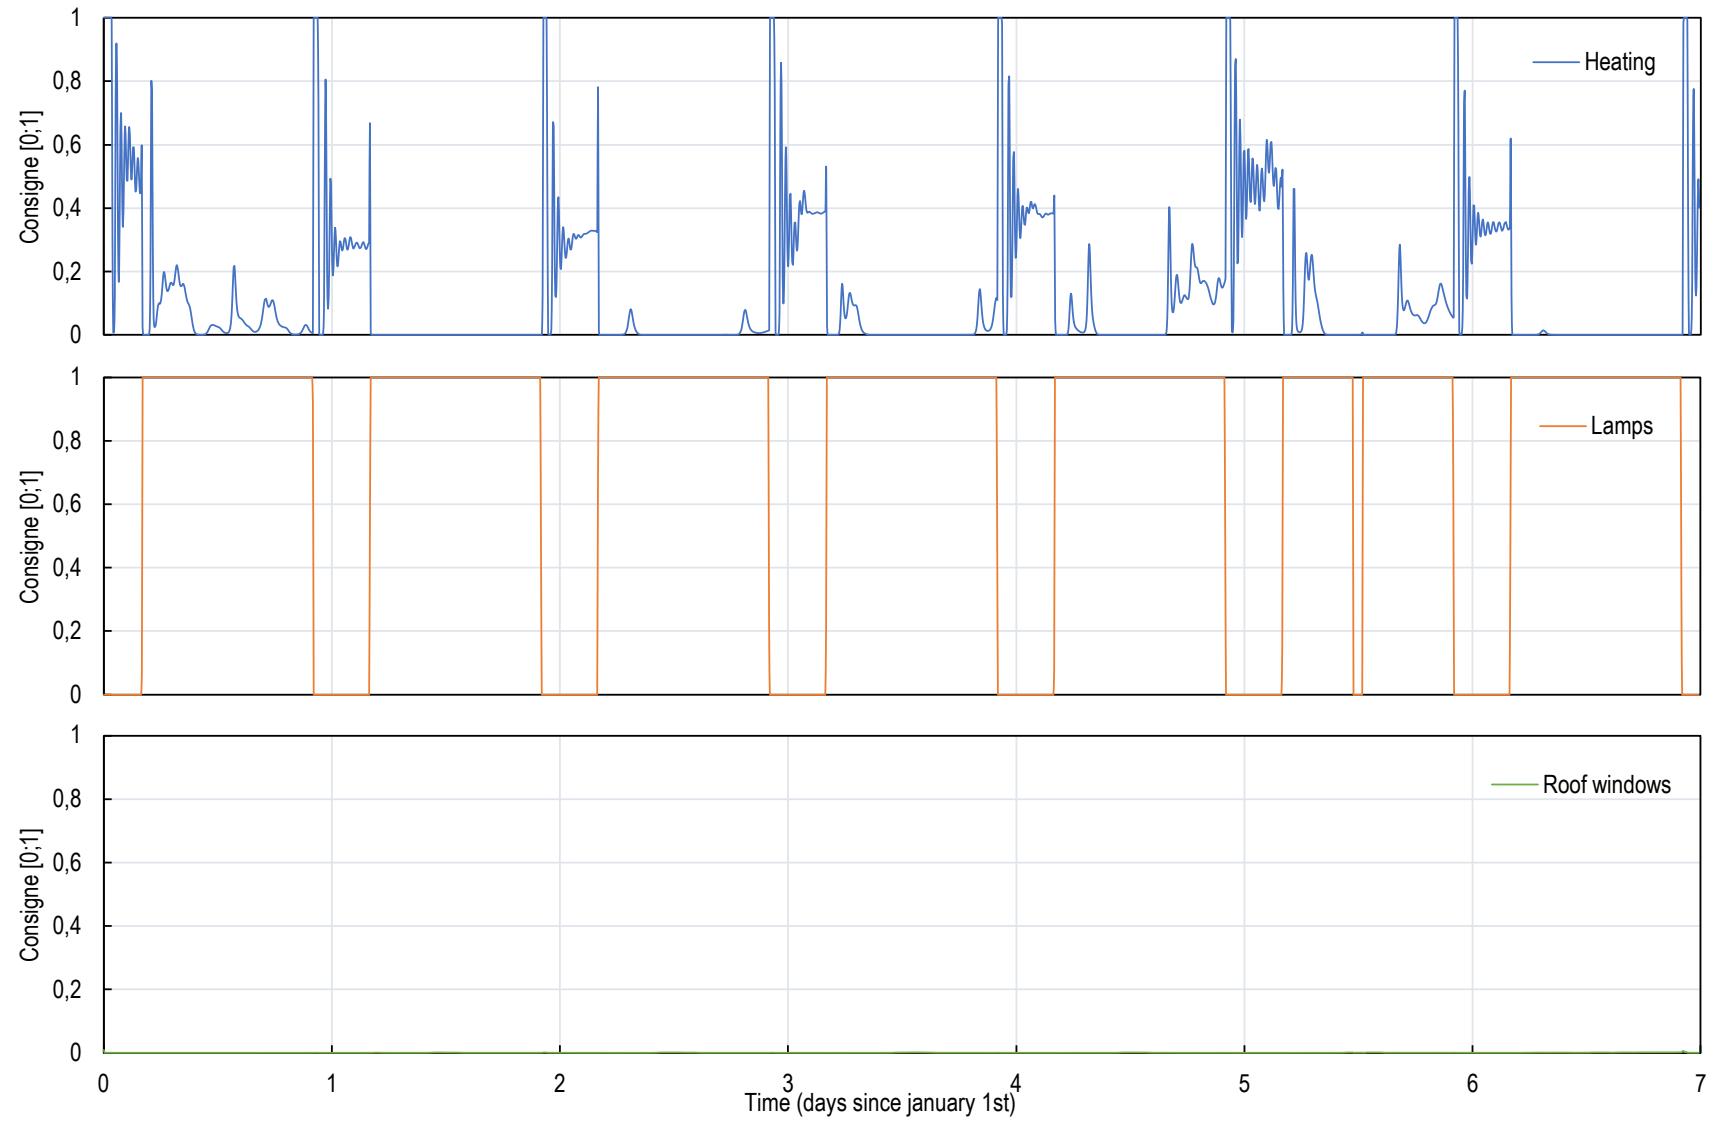 1
0,8
0,6
0,4
0,2
0
Consigne [0;1]
Heating
1
0,8
0,6
0,4
0,2
0
Consigne [0;1]
Lamps
1
0,8
0,6
0,4
0,2
0
Consigne [0;1]
Roof windows
0 1 2 3 4 5 6 7
Time (days since january 1st)